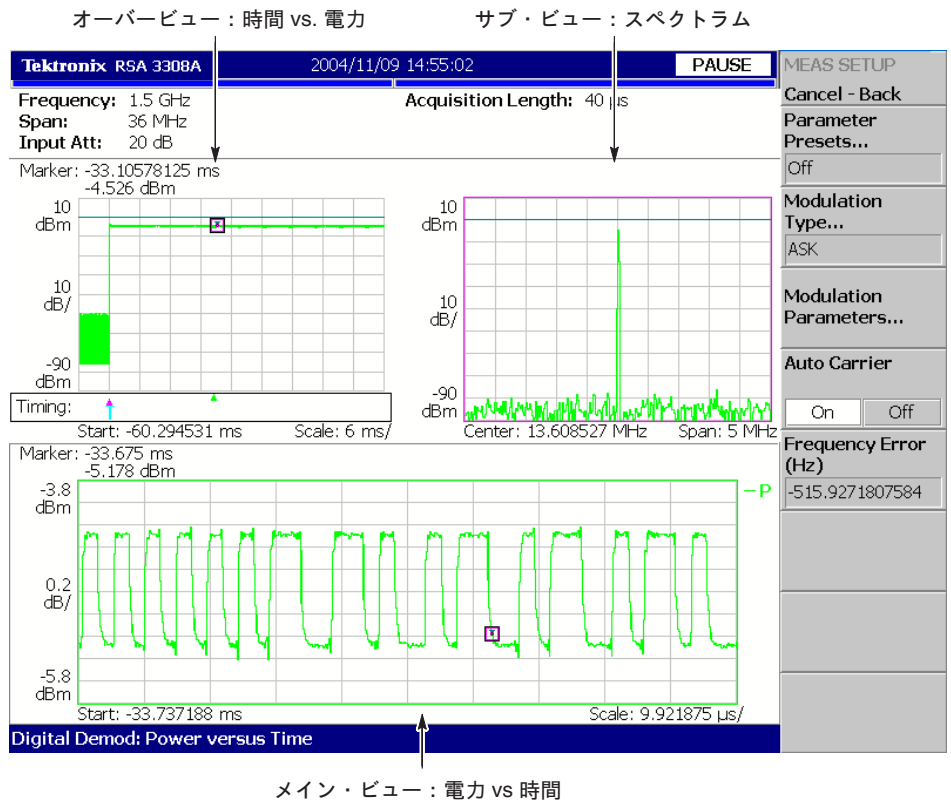 オーバービュー：時間 vs. 電力
サブ・ビュー：スペクトラム
Tektronix RSA 3308A
2004/11/09 14:55:02
PAUSE
Frequency: 1.5 GHz
Span: 36 MHz
Input Att: 20 dB
Acquisition Length: 40 µs
Marker: -33.10578125 ms
-4.526 dBm
10
dBm
10
dB/
-90
dBm
Timing:
Start: -60.294531 ms
Scale: 6 ms/
10
dBm
10
dB/
-90
dBm
Center: 13.608527 MHz
Span: 5 MHz
Marker: -33.675 ms
-5.178 dBm
-3.8
dBm
0.2
dB/
-5.8
dBm
P
Start: -33.737188 ms
Scale: 9.921875 µs/
Digital Demod: Power versus Time
MEAS SETUP
Cancel - Back
Parameter
Presets...
Off
Modulation
Type...
ASK
Modulation
Parameters...
Auto Carrier
On Off
Frequency Error
(Hz)
-515.9271807584
メイン・ビュー：電力 vs 時間